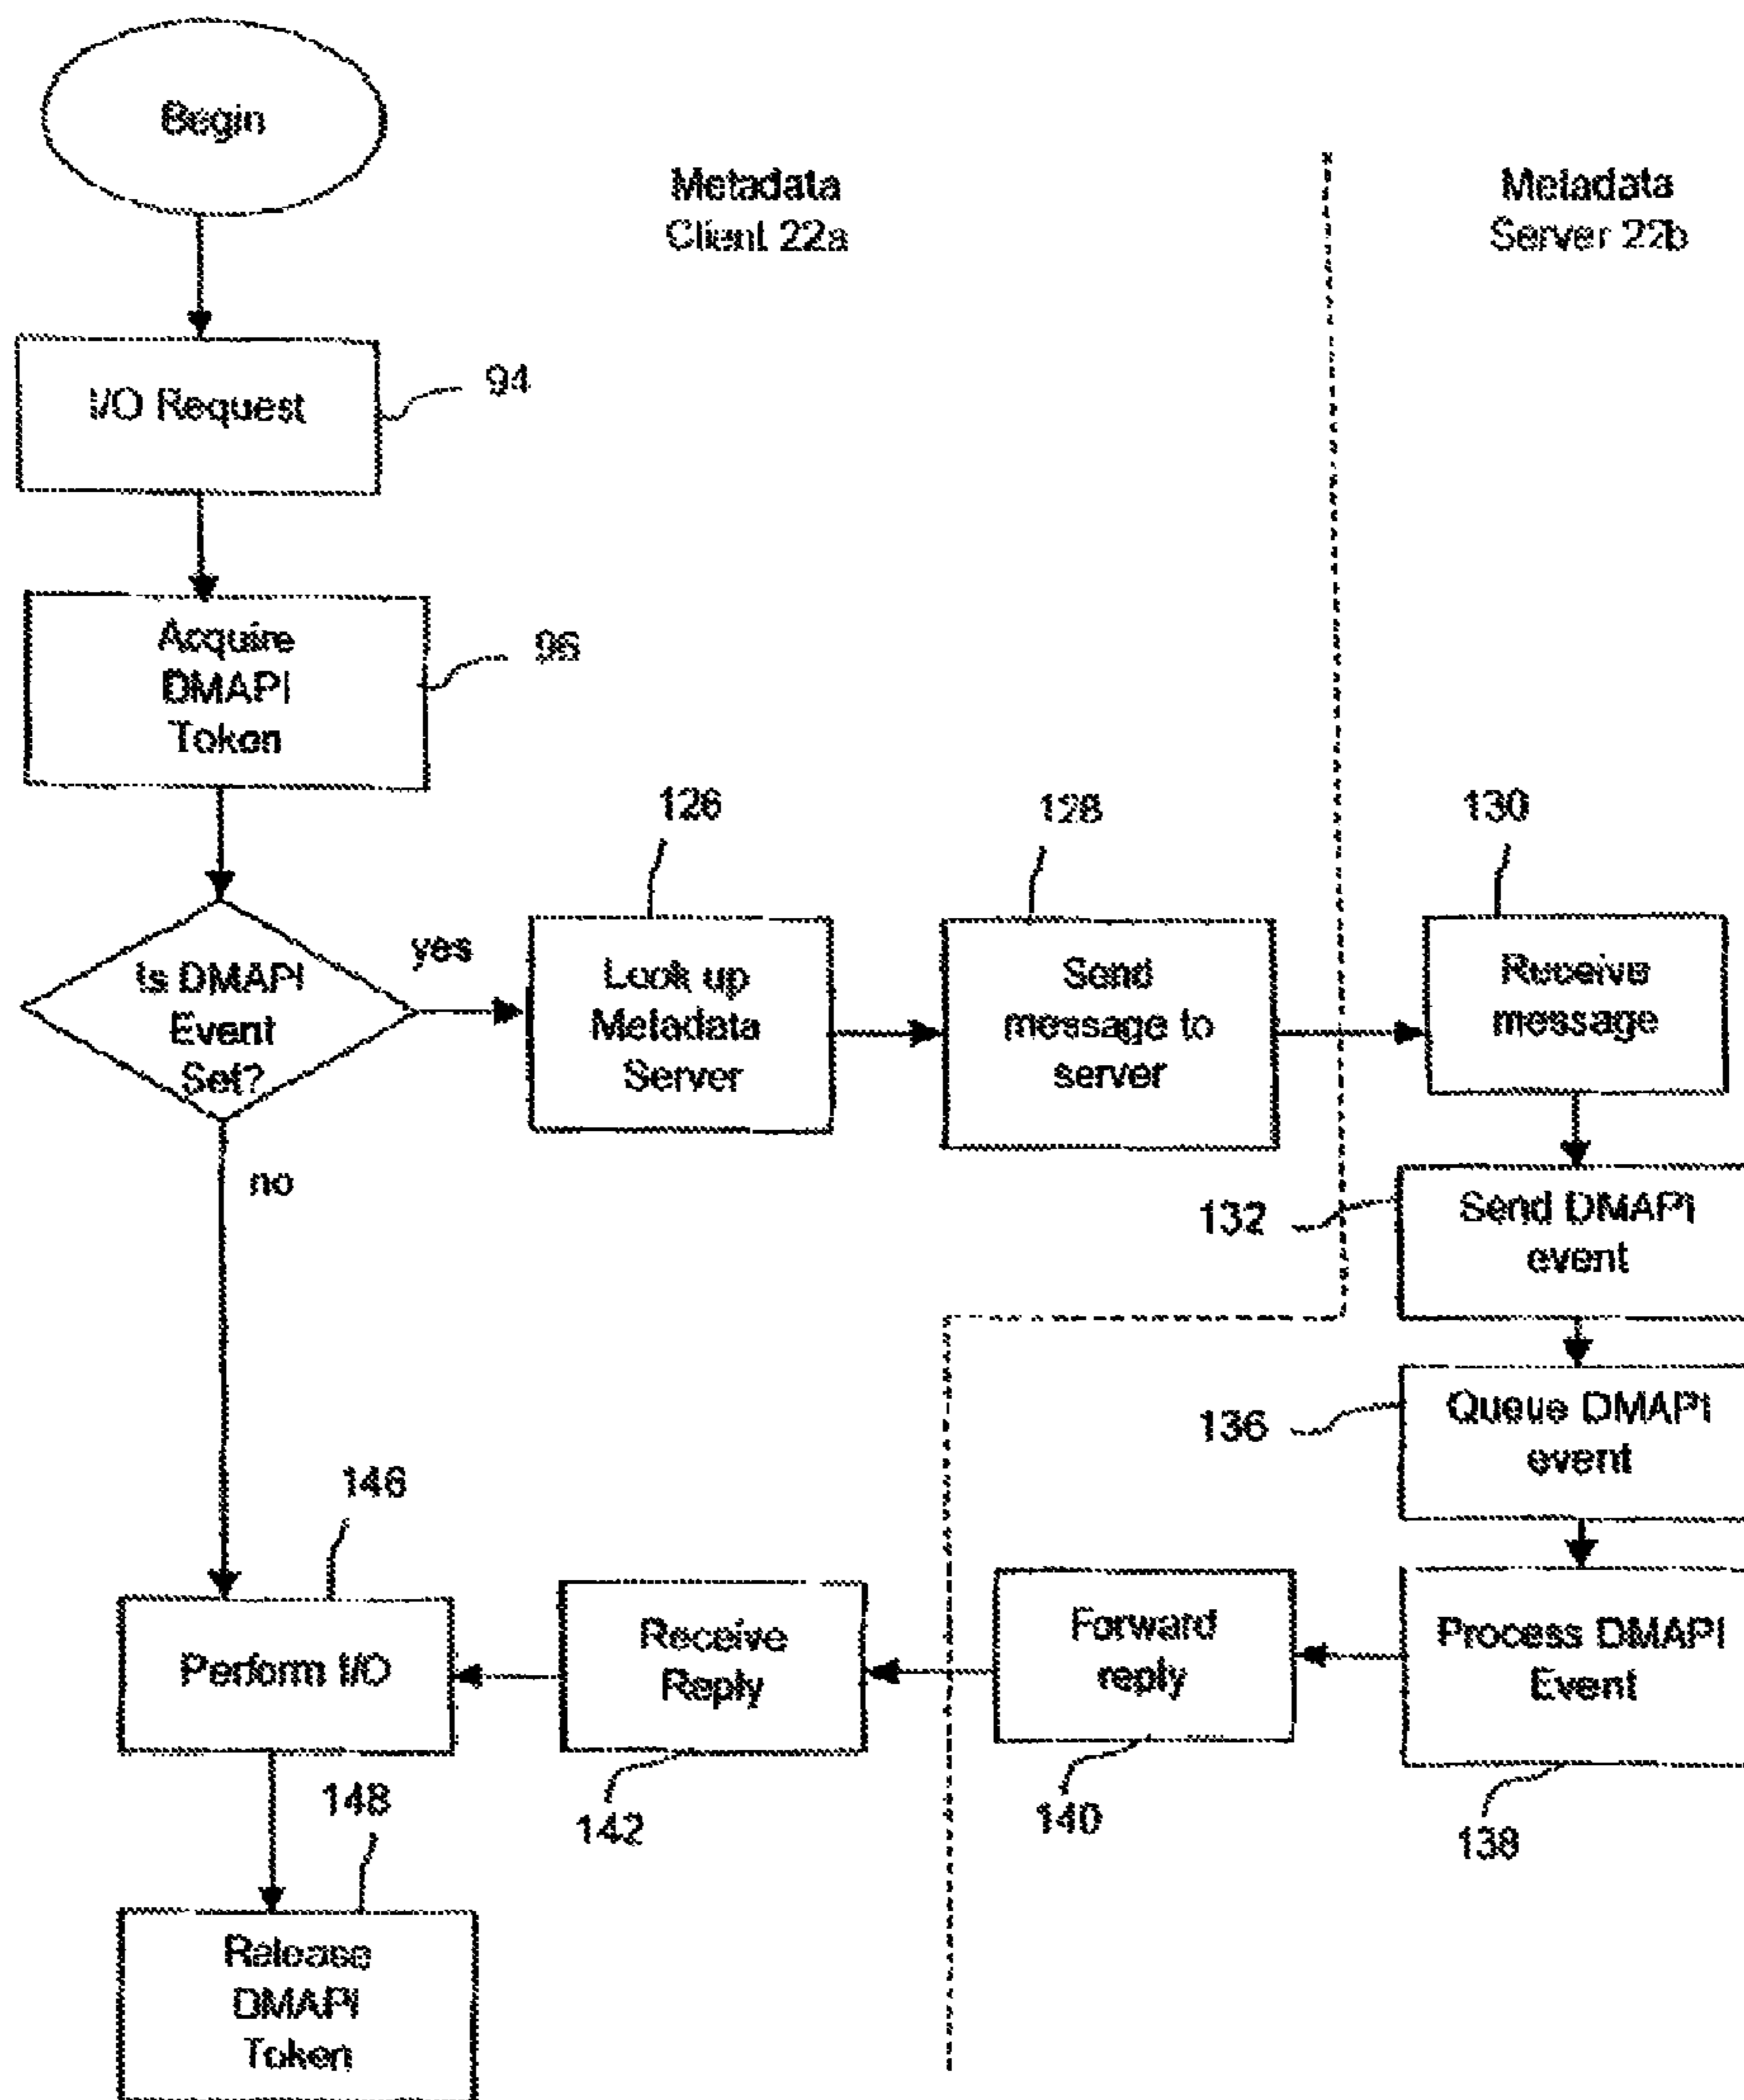 Begin
Metadata
Client 22a
Metadata
Server 22b
I/O Request
94
Acquire
DMAPI
Token
96
Is DMAPI
Event
Set?
yes
no
126
Look up
Metadata
Server
128
Send
message to
server
130
Receive
message
132
Send DMAPI
event
136
Queue DMAPI
event
Process DMAPI
Event
138
Forward
reply
140
Receive
Reply
142
146
Perform I/O
148
Release
DMAPI
Token